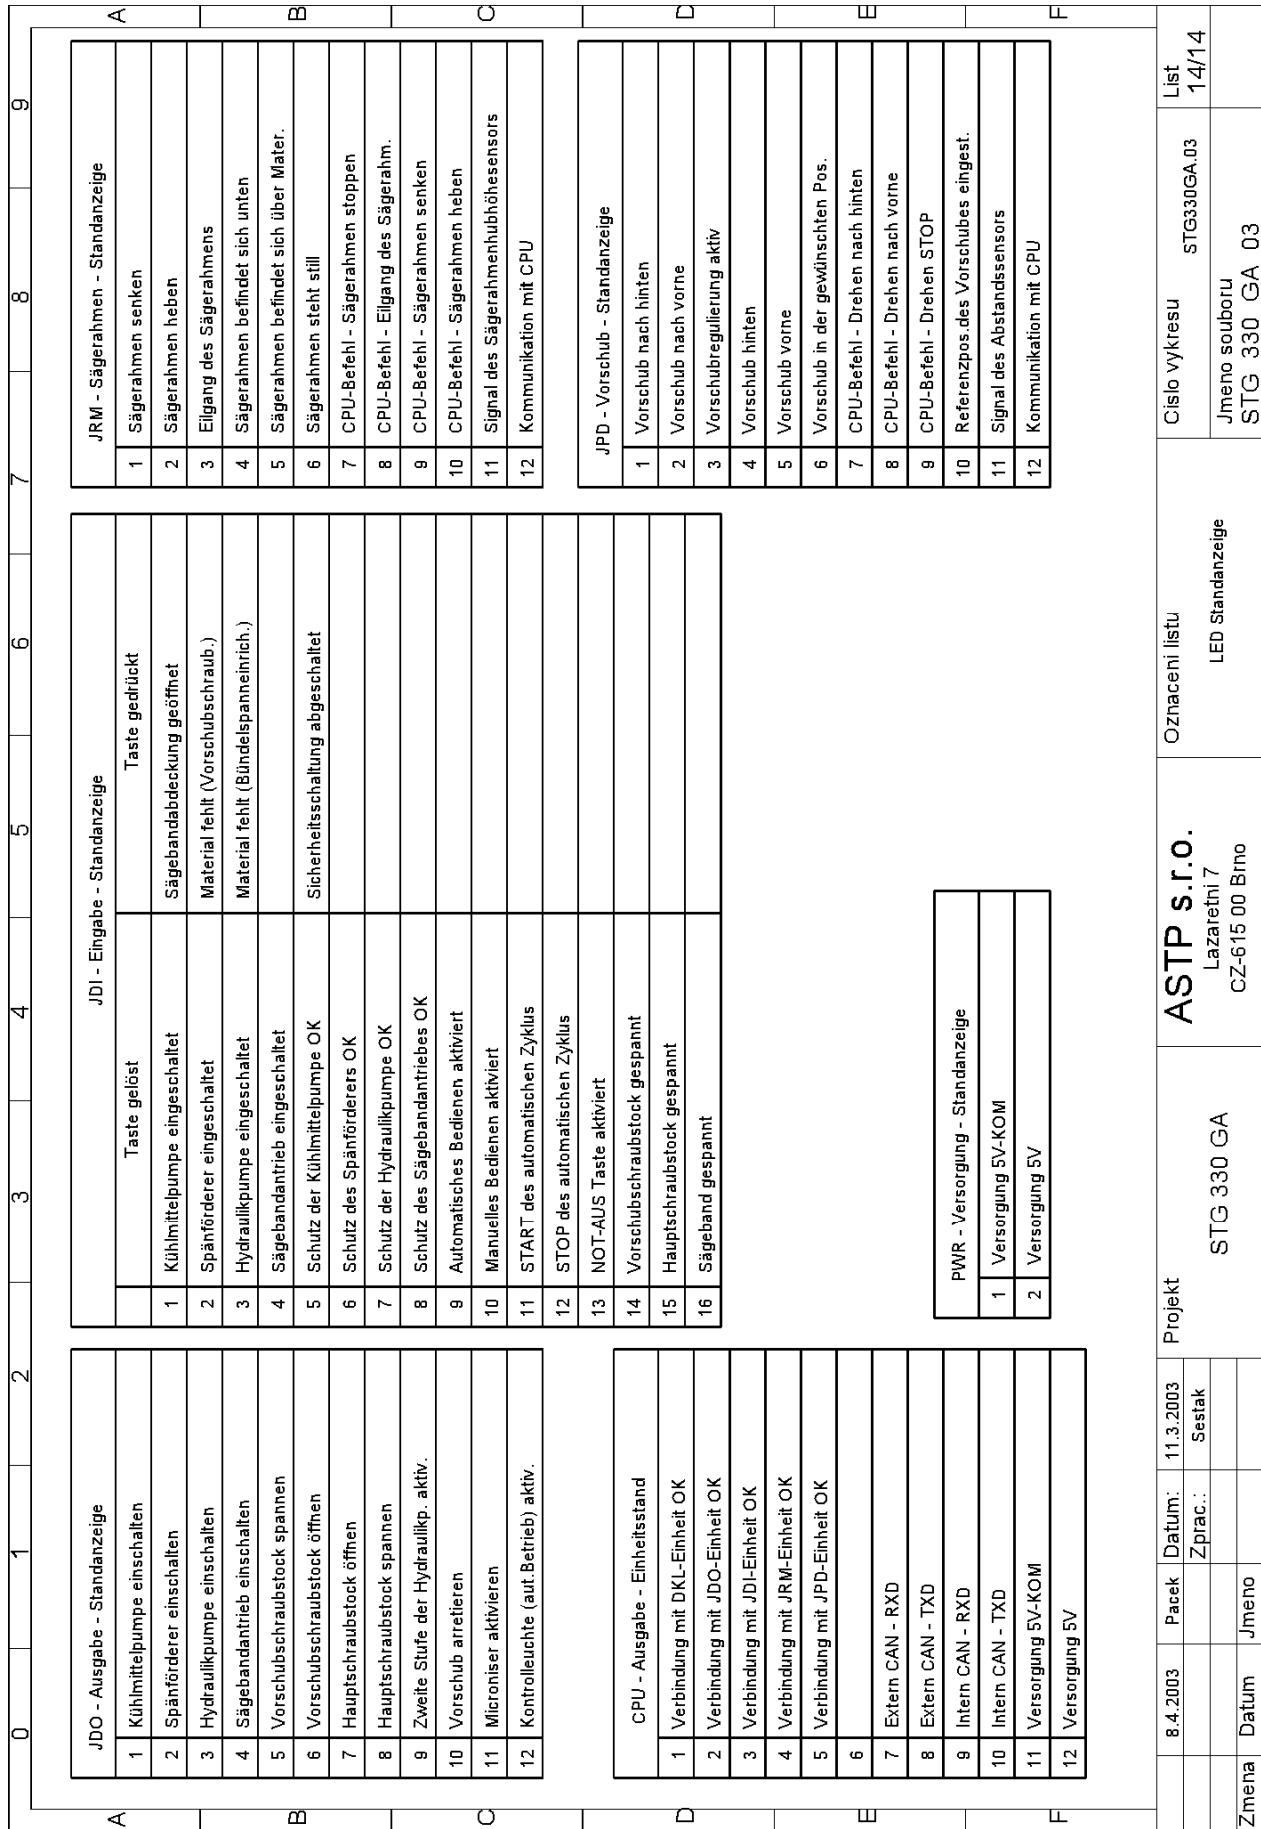 0 1 2 3 4 5 6 7 8 9
A
B
C
D
E
F
JDO - Ausgabe - Standanzeige
1 Kühlmittelpumpe einschalten
2 Spänförderer einschalten
3 Hydraulikpumpe einschalten
4 Sägebandantrieb einschalten
5 Vorschubschraubstock spannen
6 Vorschubschraubstock öffnen
7 Hauptschraubstock öffnen
8 Hauptschraubstock spannen
9 Zweite Stufe der Hydraulikp. aktiv.
10 Vorschub arretieren
11 Microniser aktivieren
12 Kontrolleuchte (aut.Betrieb) aktiv.
CPU - Ausgabe - Einheitsstand
1 Verbindung mit DKL-Einheit OK
2 Verbindung mit JDO-Einheit OK
3 Verbindung mit JDI-Einheit OK
4 Verbindung mit JRM-Einheit OK
5 Verbindung mit JPD-Einheit OK
6
7 Extern CAN - RXD
8 Extern CAN - TXD
9 Intern CAN - RXD
10 Intern CAN - TXD
11 Versorgung 5V-KOM
12 Versorgung 5V
JDI - Eingabe - Standanzeige
Taste gelöst Taste gedrückt
1 Kühlmittelpumpe eingeschaltet Sägebandabdeckung geöffnet
2 Spänförderer eingeschaltet Material fehlt (Vorschubschraub.)
3 Hydraulikpumpe eingeschaltet Material fehlt (Bündelspanneinrich.)
4 Sägebandantrieb eingeschaltet
5 Schutz der Kühlmittelpumpe OK Sicherheitsschaltung abgeschaltet
6 Schutz des Spänförderers OK
7 Schutz der Hydraulikpumpe OK
8 Schutz des Sägebandantriebes OK
9 Automatisches Bedienen aktiviert
10 Manuelles Bedienen aktiviert
11 START des automatischen Zyklus
12 STOP des automatischen Zyklus
13 NOT-AUS Taste aktiviert
14 Vorschubschraubstock gespannt
15 Hauptschraubstock gespannt
16 Sägeband gespannt
PWR - Versorgung - Standanzeige
1 Versorgung 5V-KOM
2 Versorgung 5V
JRM - Sägerahmen - Standanzeige
1 Sägerahmen senken
2 Sägerahmen heben
3 Eilgang des Sägerahmens
4 Sägerahmen befindet sich unten
5 Sägerahmen befindet sich über Mater.
6 Sägerahmen steht still
7 CPU-Befehl - Sägerahmen stoppen
8 CPU-Befehl - Eilgang des Sägerahm.
9 CPU-Befehl - Sägerahmen senken
10 CPU-Befehl - Sägerahmen heben
11 Signal des Sägerahmenhubhöhesensors
12 Kommunikation mit CPU
JPD - Vorschub - Standanzeige
1 Vorschub nach hinten
2 Vorschub nach vorne
3 Vorschubregulierung aktiv
4 Vorschub hinten
5 Vorschub vorne
6 Vorschub in der gewünschten Pos.
7 CPU-Befehl - Drehen nach hinten
8 CPU-Befehl - Drehen nach vorne
9 CPU-Befehl - Drehen STOP
10 Referenzpos.des Vorschubes eingest.
11 Signal des Abstandssensors
12 Kommunikation mit CPU
A
B
C
D
E
F
8.4.2003 Pacek
Zmena Datum Jmeno
Datum: 11.3.2003
Zprac.: Sestak
Projekt
STG 330 GA
ASTP s.r.o.
Lazaretni 7
CZ-615 00 Brno
Oznaceni listu
LED Standanzeige
Cislo vykresu
STG330GA.03
Jmeno souboru
STG 330 GA 03
List
14/14